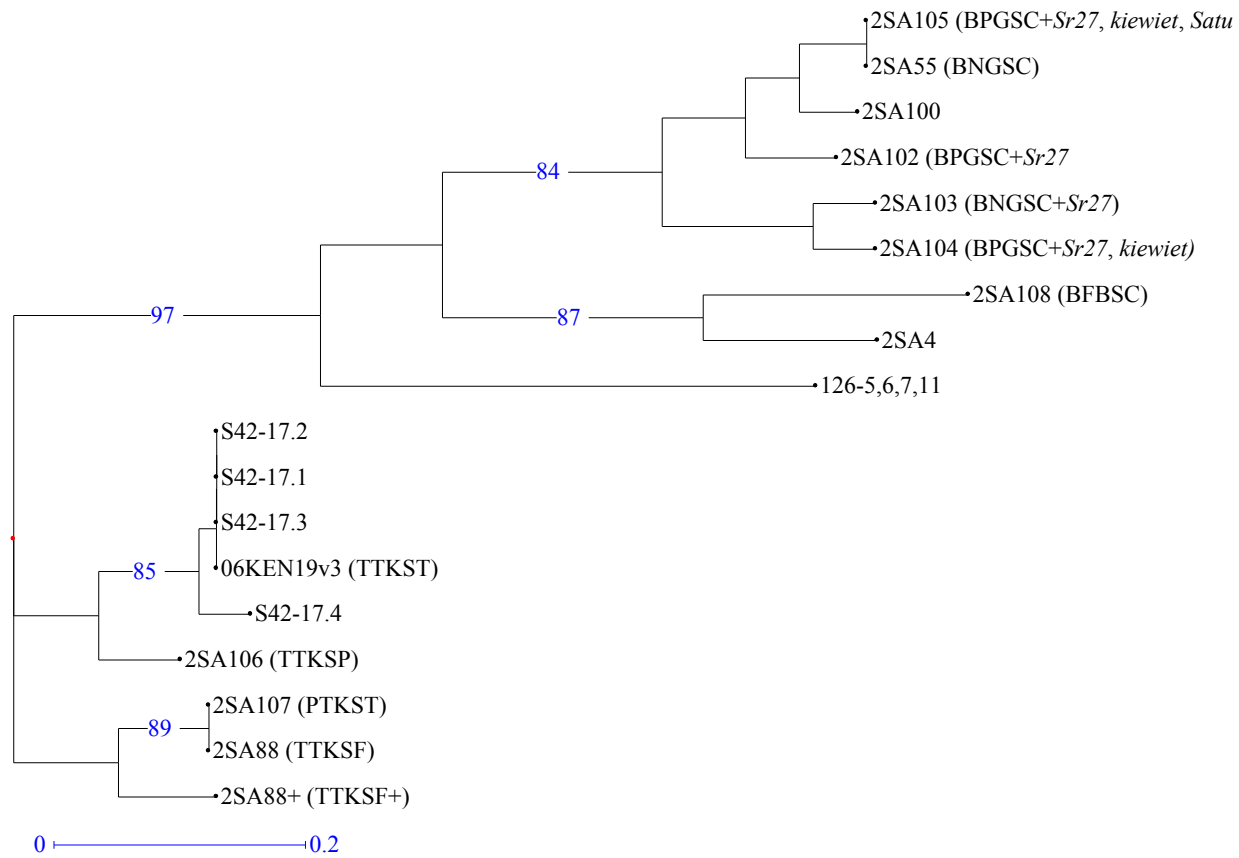 2SA105 (BPGSC+Sr27, kiewiet, Satu
2SA55 (BNGSC)
2SA100
2SA102 (BPGSC+Sr27
84
2SA103 (BNGSC+Sr27)
2SA104 (BPGSC+Sr27, kiewiet)
2SA108 (BFBSC)
97
87
2SA4
126-5,6,7,11
S42-17.2
S42-17.1
S42-17.3
06KEN19v3 (TTKST)
85
S42-17.4
2SA106 (TTKSP)
2SA107 (PTKST)
89
2SA88 (TTKSF)
2SA88+ (TTKSF+)
0 0.2